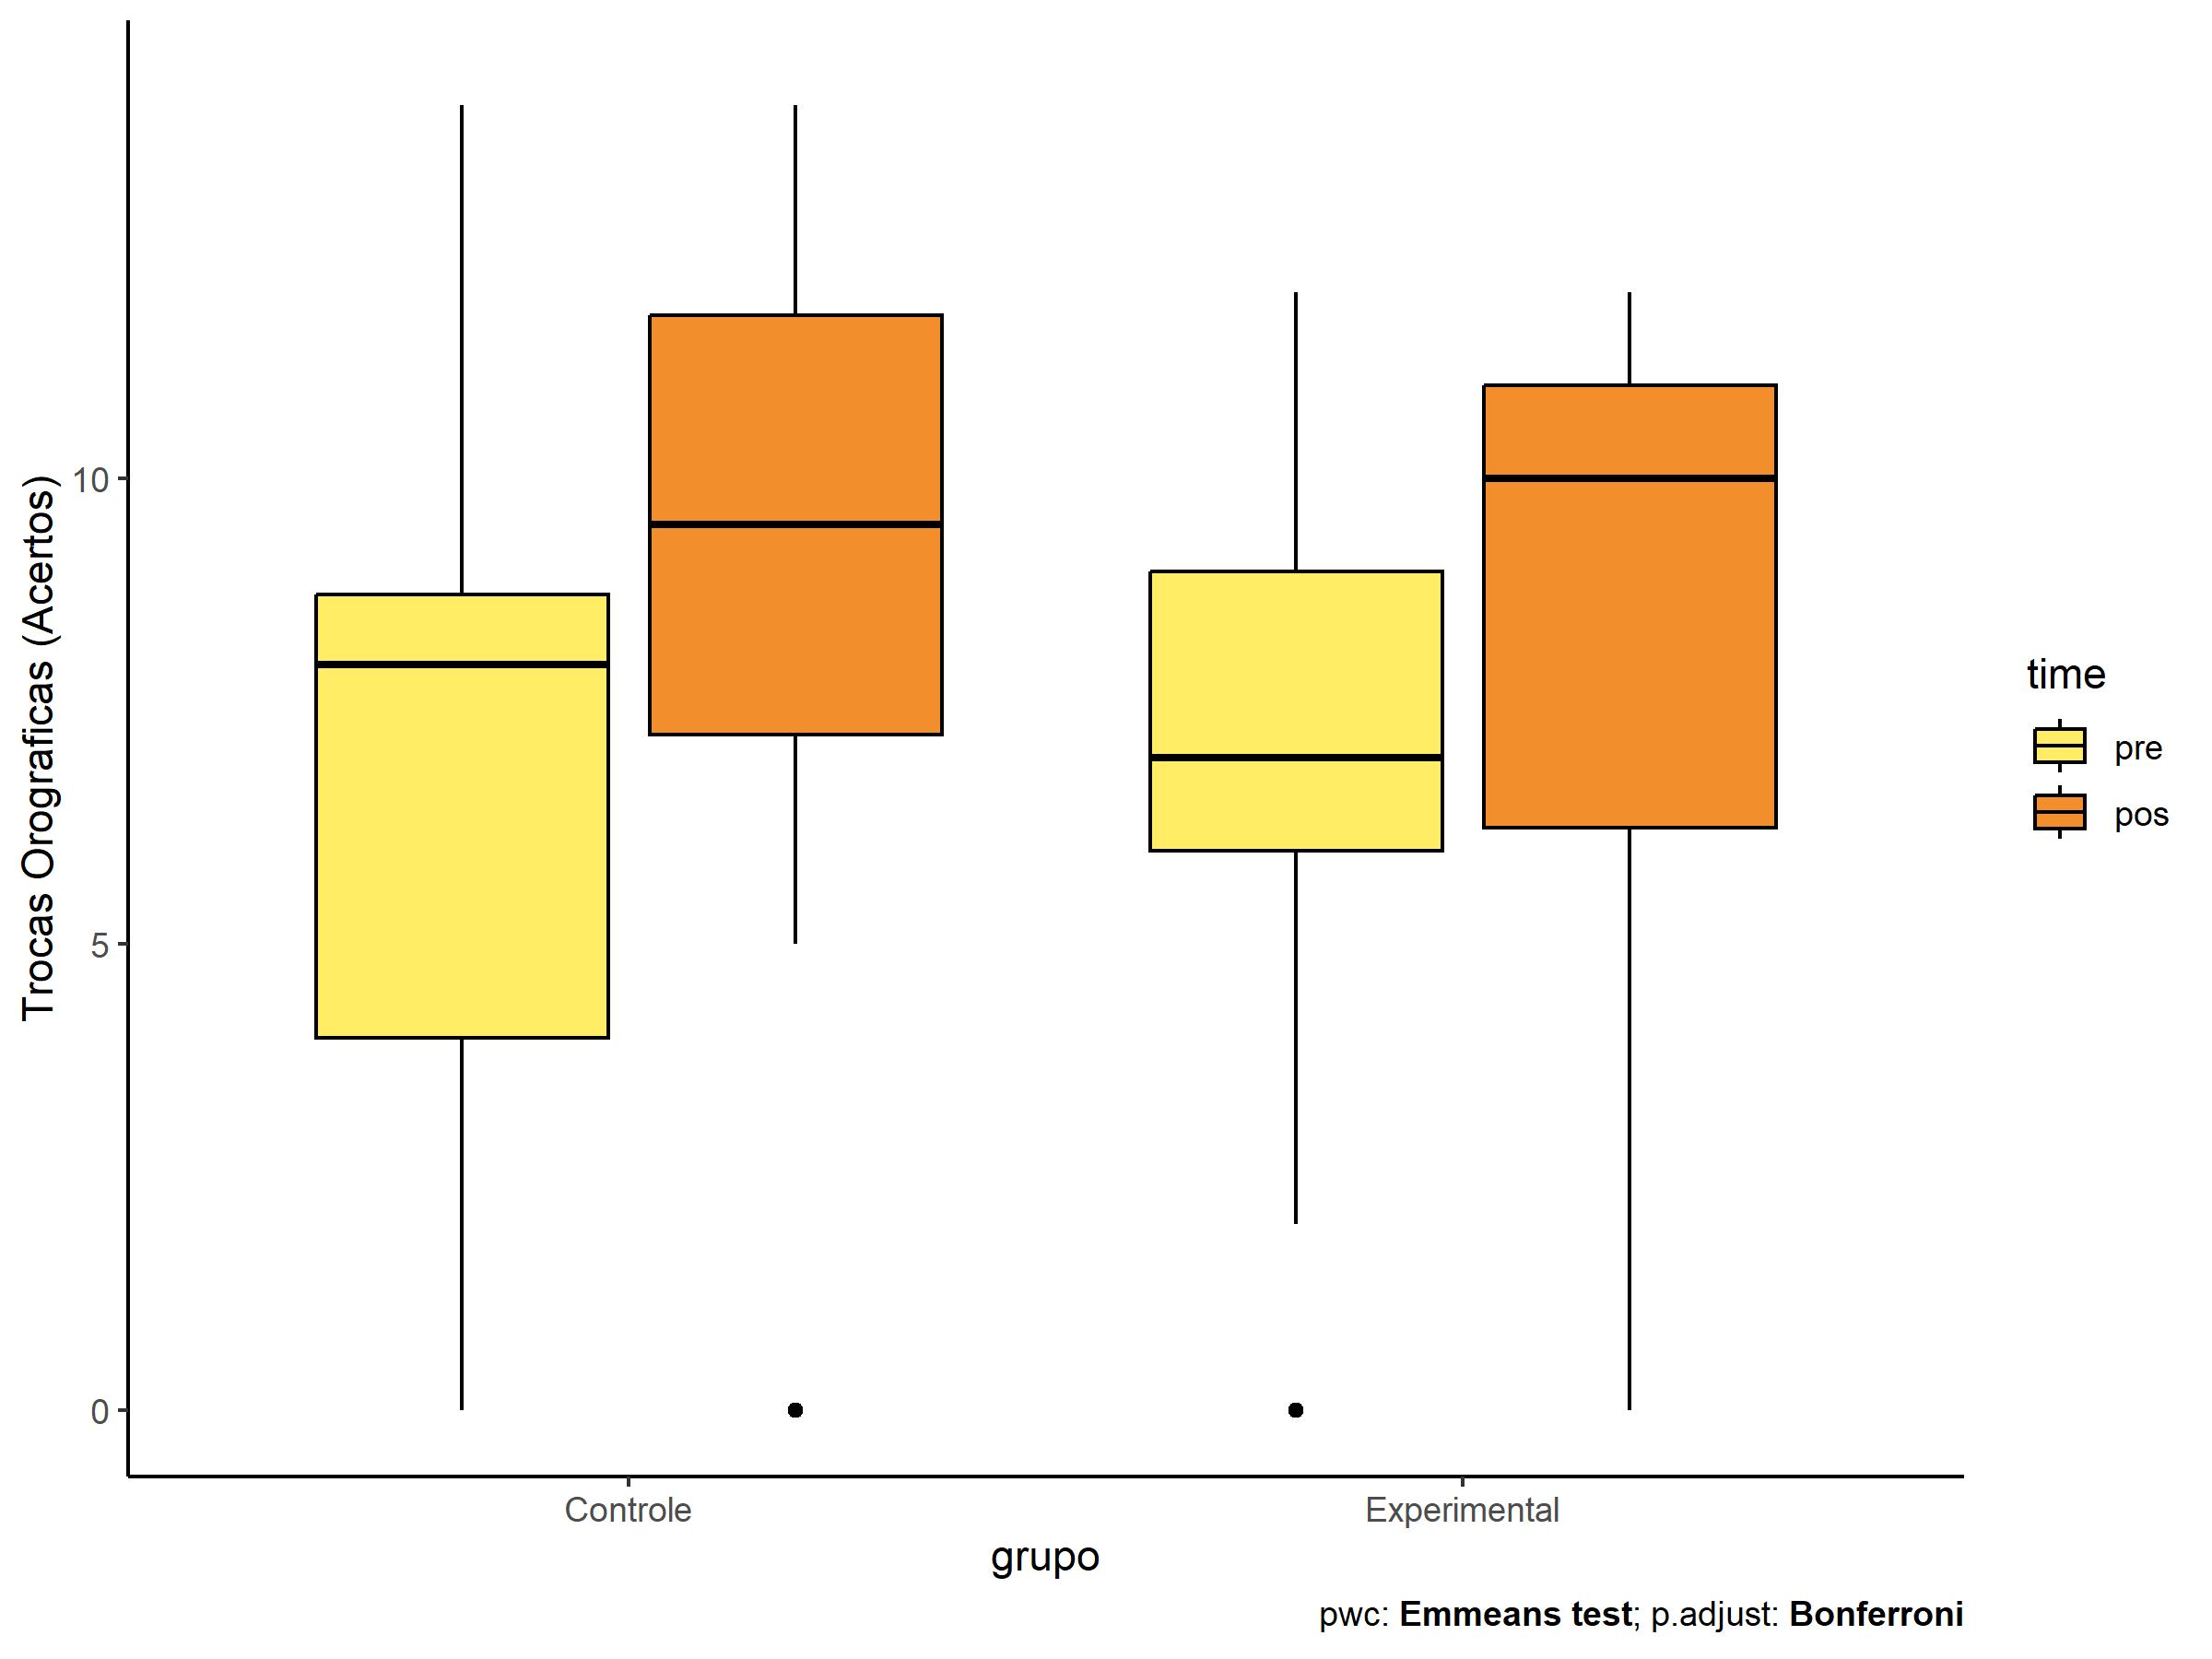 Trocas Orograficas (Acertos)
10
5
0
Controle
Experimental
grupo
time
pre
pos
pwc: Emmeans test; p.adjust: Bonferroni